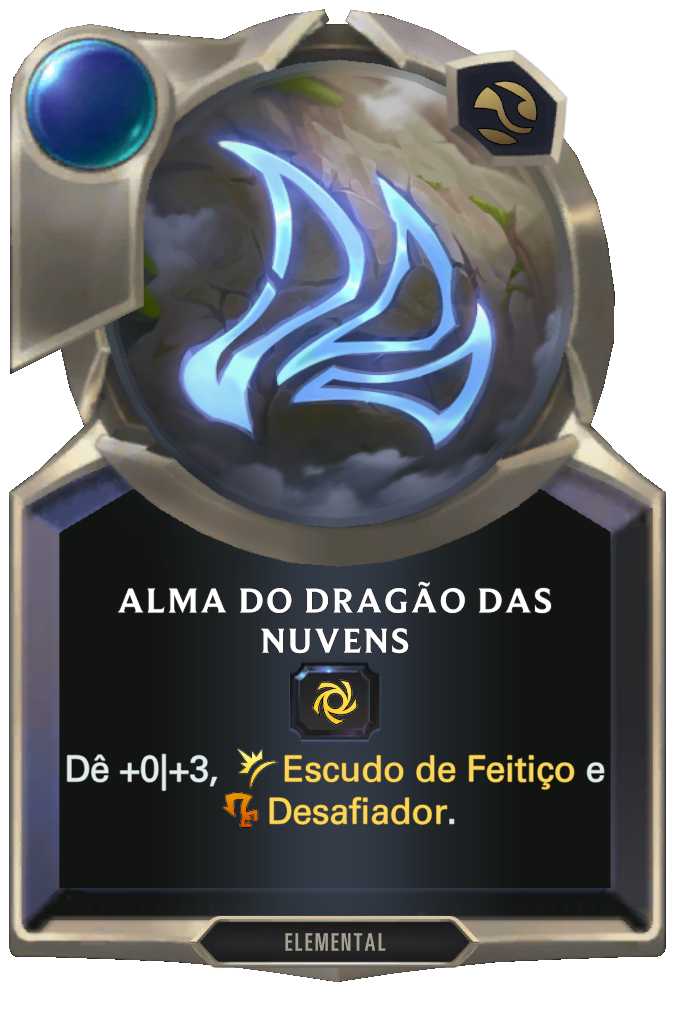 ALMA DO DRAGÃO DAS
NUVENS
Dê +0|+3, Escudo de Feitiço e
Desafiador.
ELEMENTAL